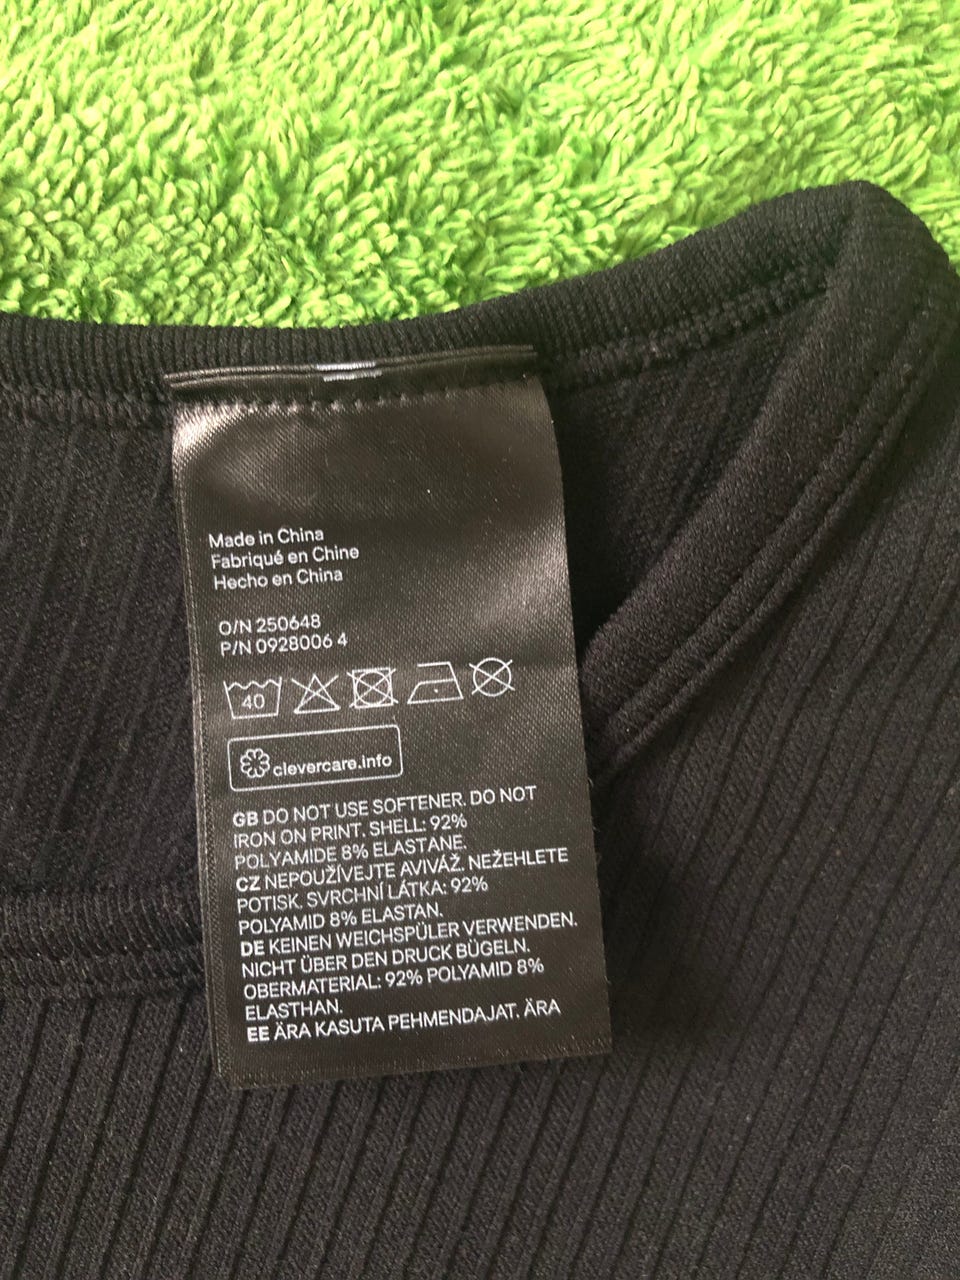 Made in China
Fabriqué en Chine
Hecho en China
O/N 250648
P/N 0928006 4
40
clevercare.info
GB DO NOT USE SOFTENER. DO NOT
IRON ON PRINT. SHELL: 92%
POLYAMIDE 8% ELASTANE.
CZ NEPOUŽÍVEJTE AVIVÁŽ. NEŽEHLETE
POTISK. SVRCHNÍ LÁTKA: 92%
POLYAMID 8% ELASTAN.
DE KEINEN WEICHSPÜLER VERWENDEN.
NICHT ÜBER DEN DRUCK BÜGELN.
OBERMATERIAL: 92% POLYAMID 8%
ELASTHAN.
EE ÄRA KASUTA PEHMENDAJAT. ÄRA